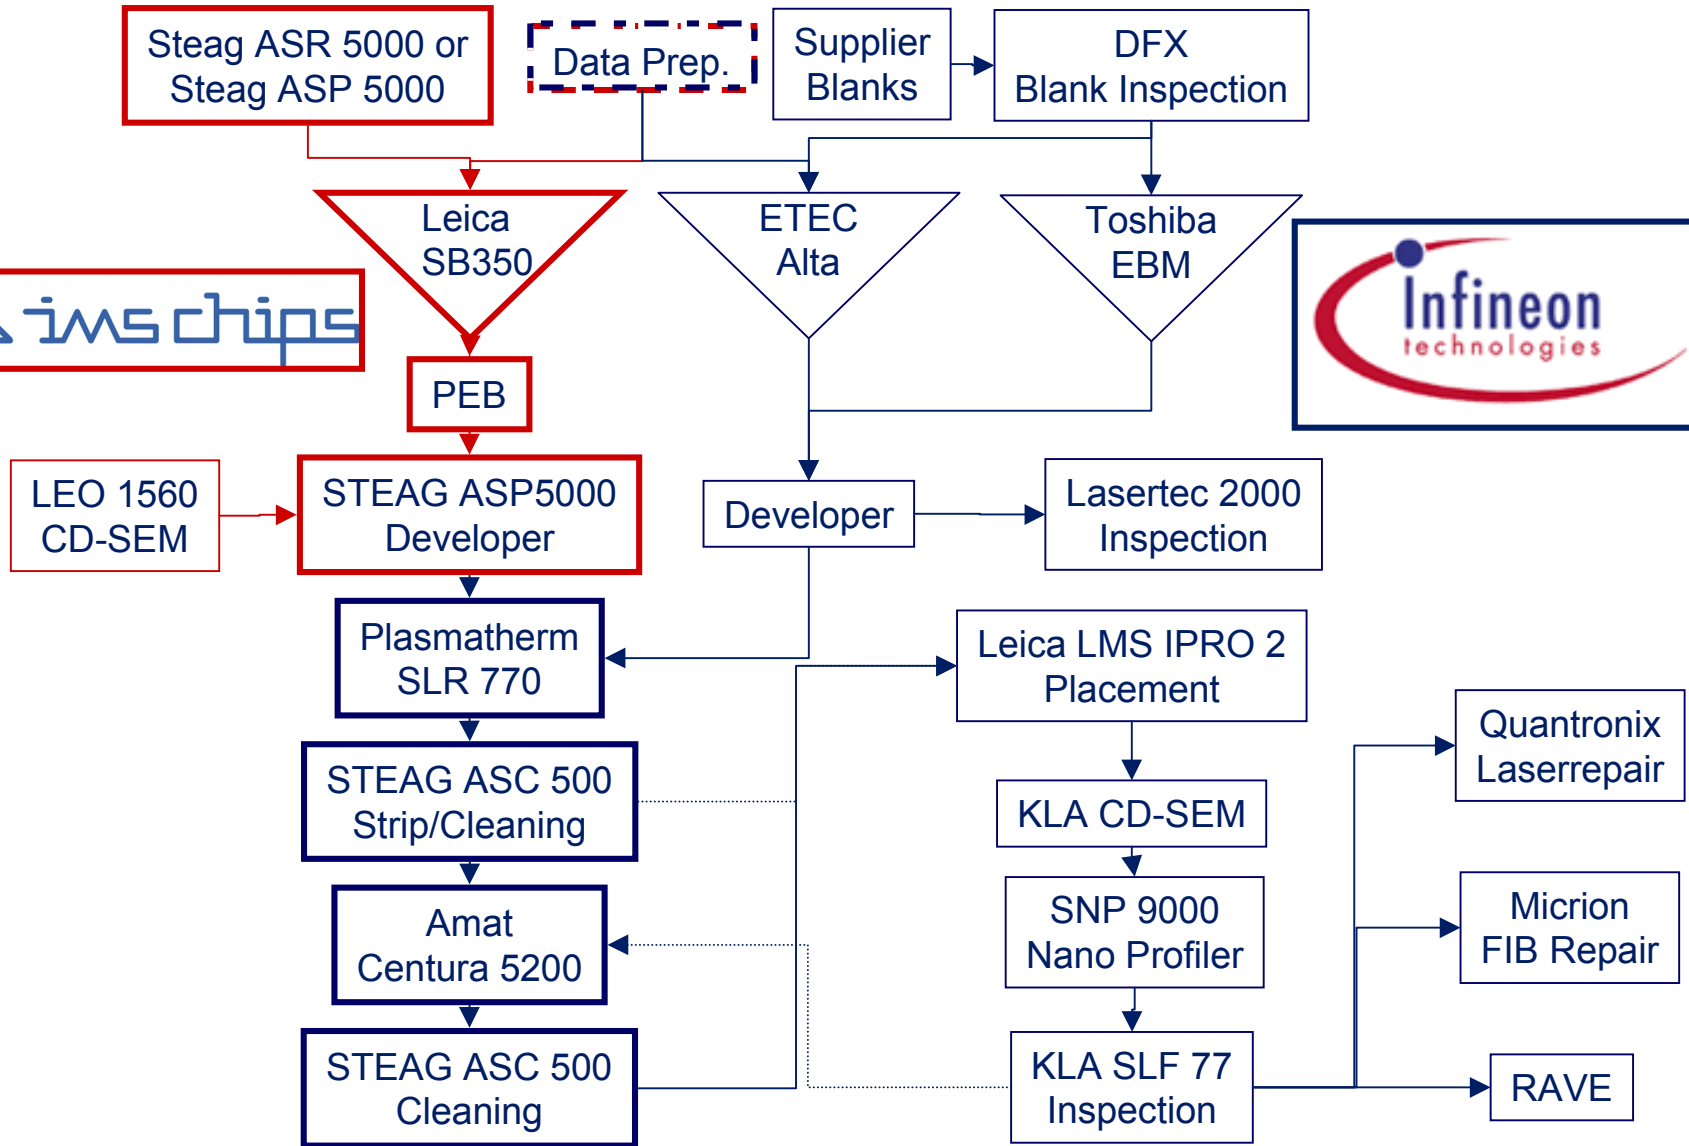 Steag ASR 5000 or
Steag ASP 5000
Data Prep.
Supplier
Blanks
DFX
Blank Inspection
Leica
SB350
ETEC
Alta
Toshiba
EBM
ims chips
Infineon
technologies
PEB
LEO 1560
CD-SEM
STEAG ASP5000
Developer
Developer
Lasertec 2000
Inspection
Plasmatherm
SLR 770
Leica LMS IPRO 2
Placement
Quantronix
Laserrepair
STEAG ASC 500
Strip/Cleaning
KLA CD-SEM
Amat
Centura 5200
SNP 9000
Nano Profiler
Micrion
FIB Repair
STEAG ASC 500
Cleaning
KLA SLF 77
Inspection
RAVE